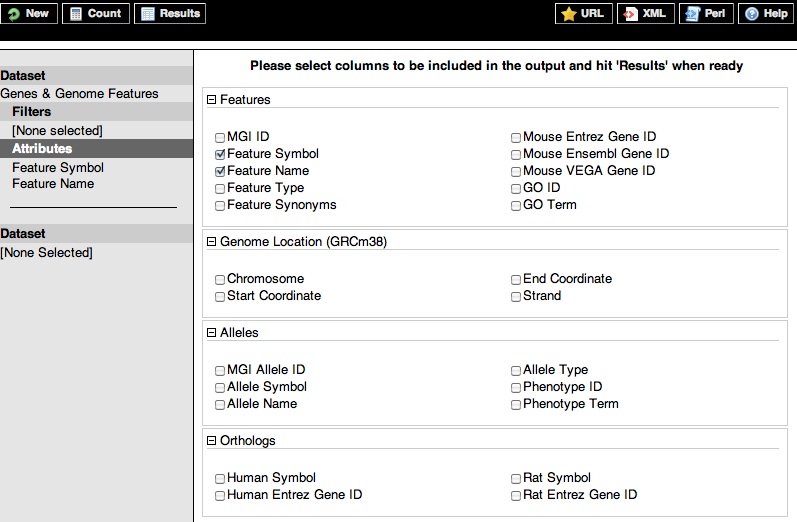 New Count Results URL XML Perl Help
Please select columns to be included in the output and hit 'Results' when ready
Dataset
Genes & Genome Features
Filters
[None selected]
Attributes
Feature Symbol
Feature Name
Dataset
[None Selected]
Features
MGI ID Mouse Entrez Gene ID
Feature Symbol Mouse Ensembl Gene ID
Feature Name Mouse VEGA Gene ID
Feature Type GO ID
Feature Synonyms GO Term
Genome Location (GRCm38)
Chromosome End Coordinate
Start Coordinate Strand
Alleles
MGI Allele ID Allele Type
Allele Symbol Phenotype ID
Allele Name Phenotype Term
Orthologs
Human Symbol Rat Symbol
Human Entrez Gene ID Rat Entrez Gene ID